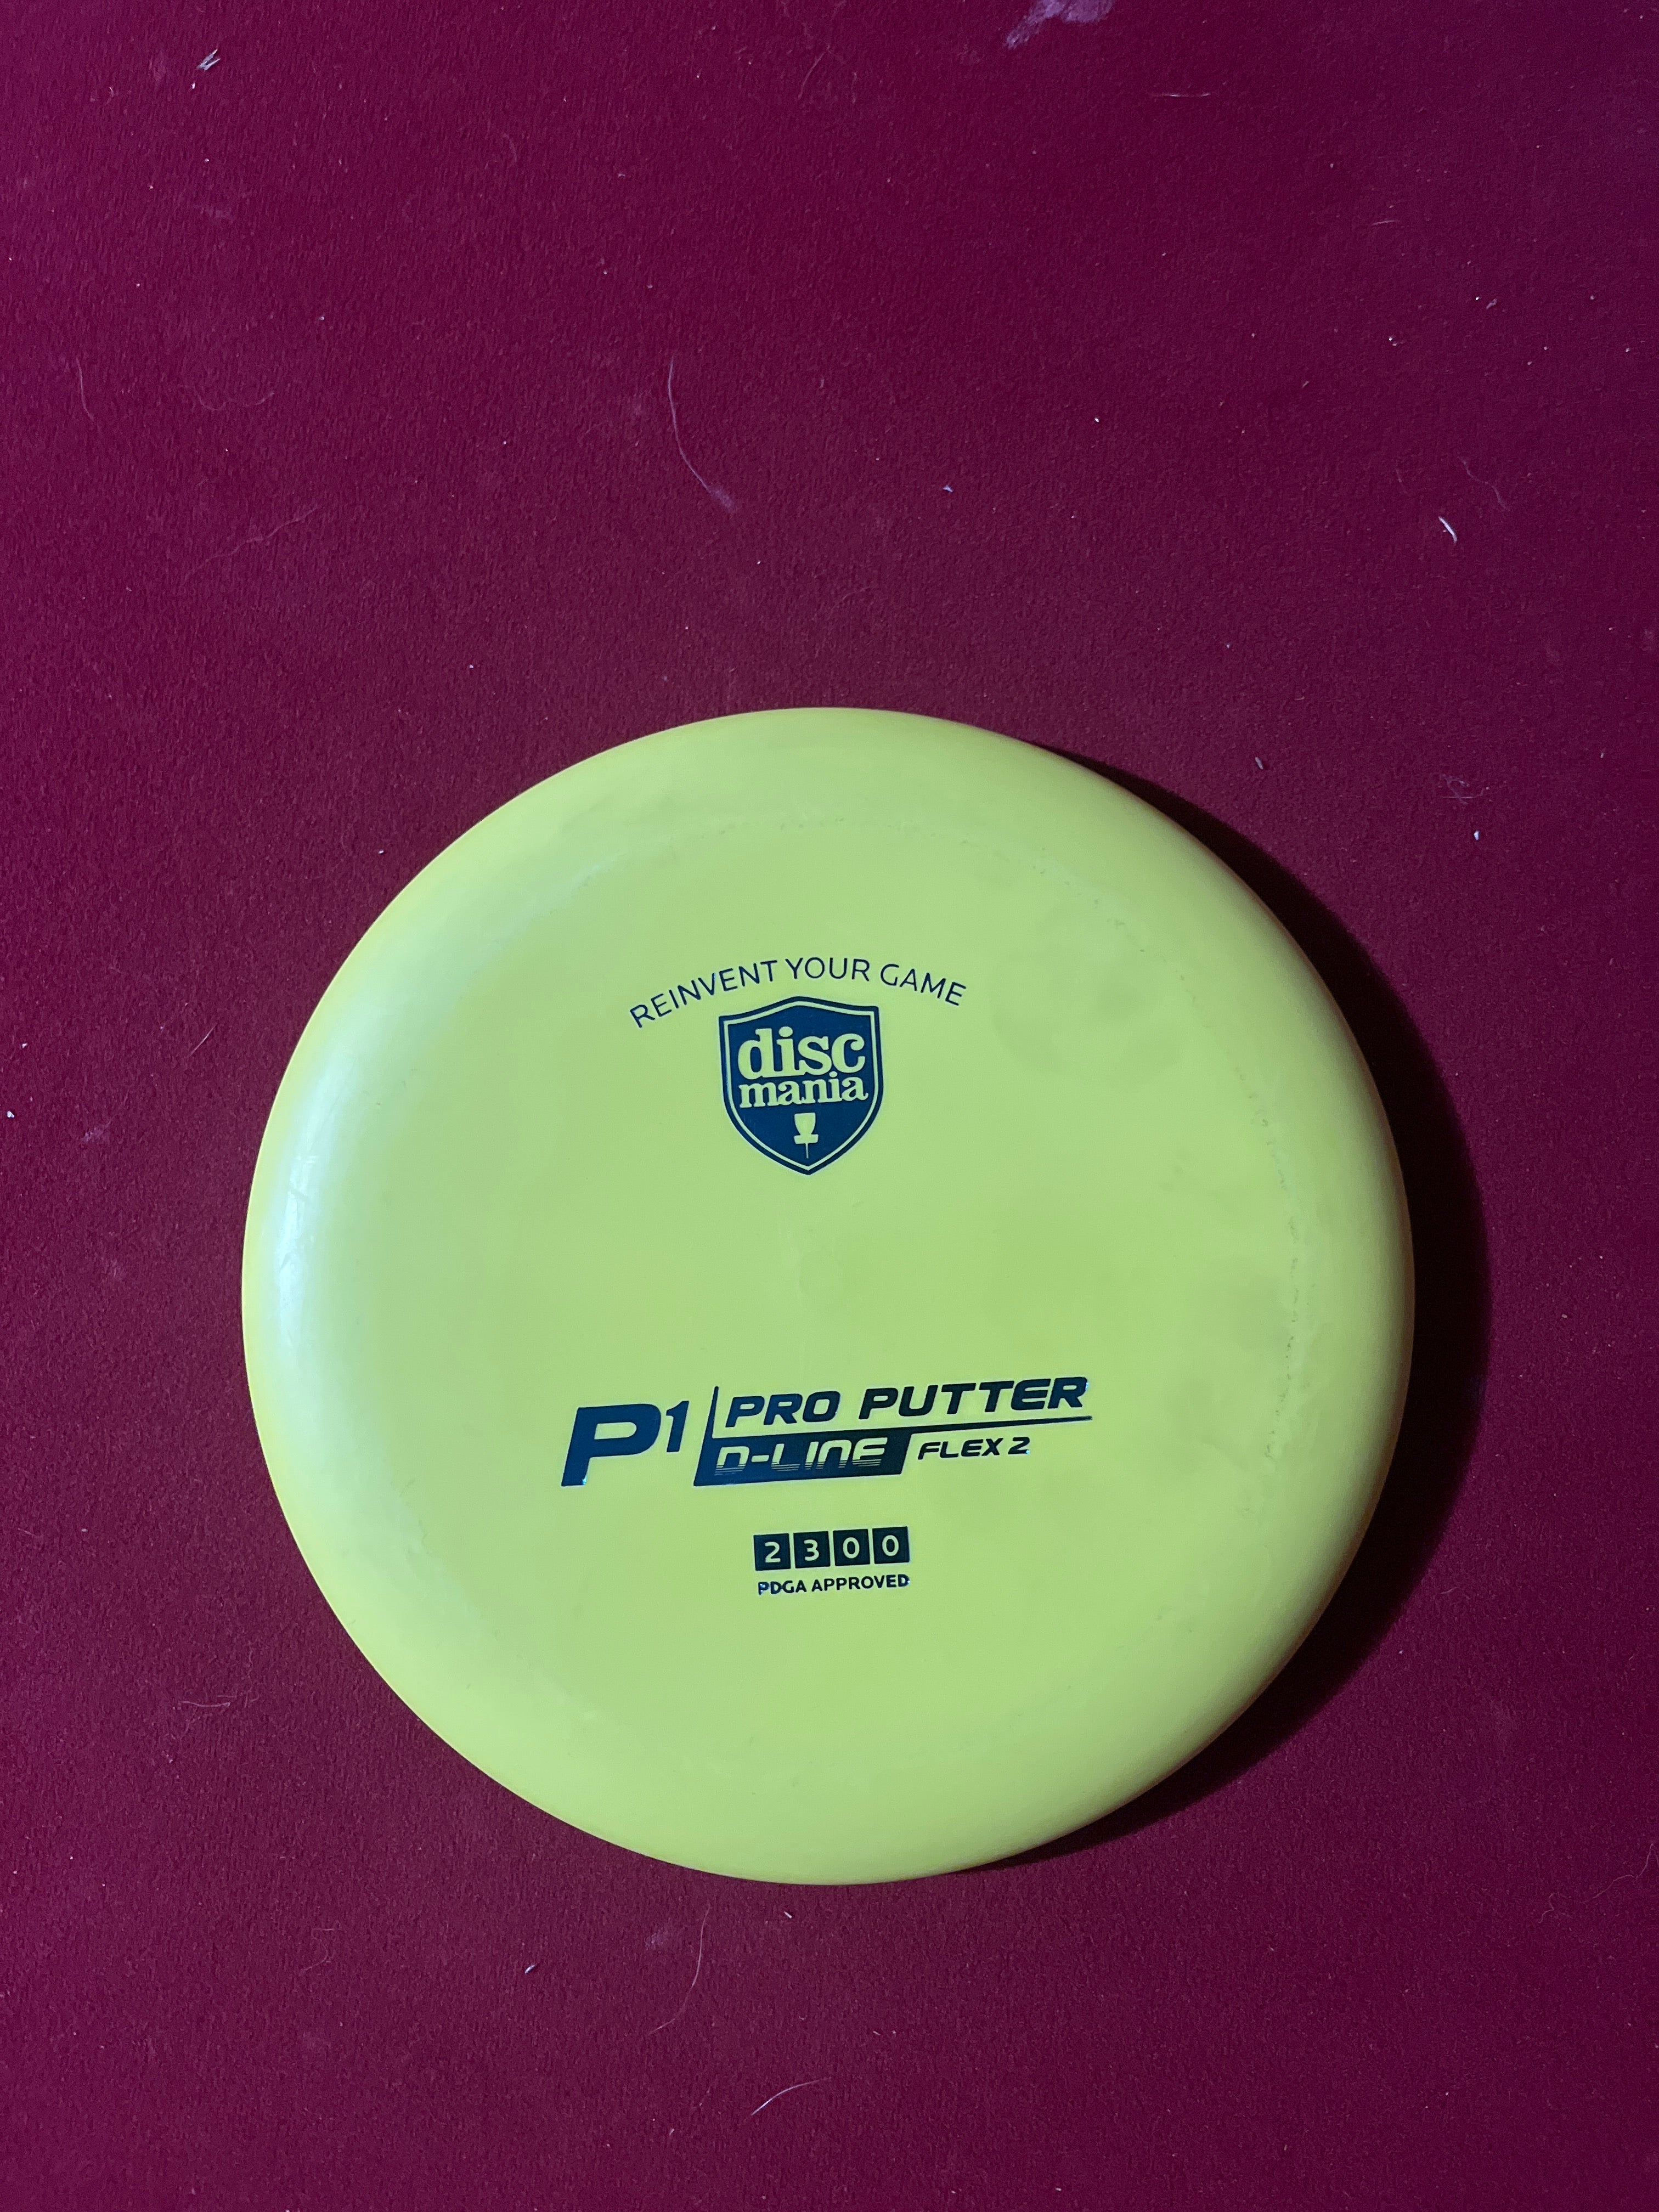 REINVENT YOUR GAME
disc
mania
P1 PRO PUTTER
D-LINE FLEX 2
2 3 0 0
PDGA APPROVED